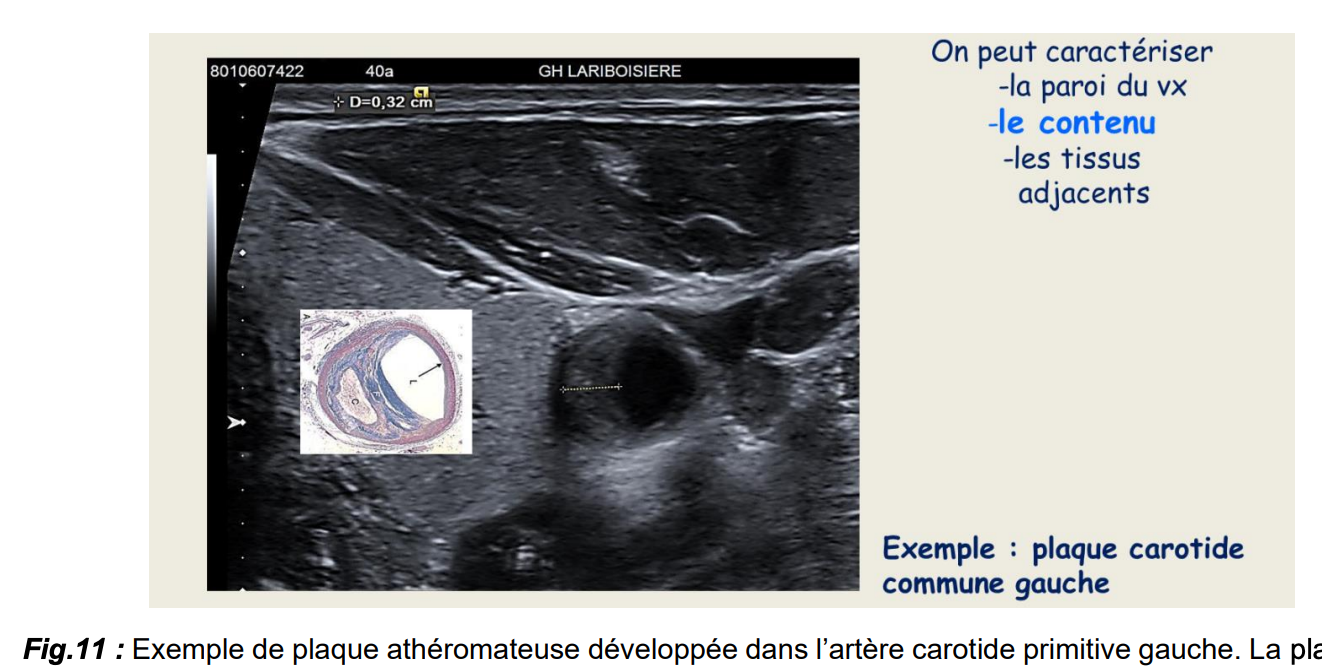 8010607422 40a GH LARIBOISIERE
D=0,32 cm
On peut caractériser
-la paroi du vx
-le contenu
-les tissus
adjacents
C
L
Exemple : plaque carotide
commune gauche
Fig.11 : Exemple de plaque athéromateuse développée dans l'artère carotide primitive gauche. La pla